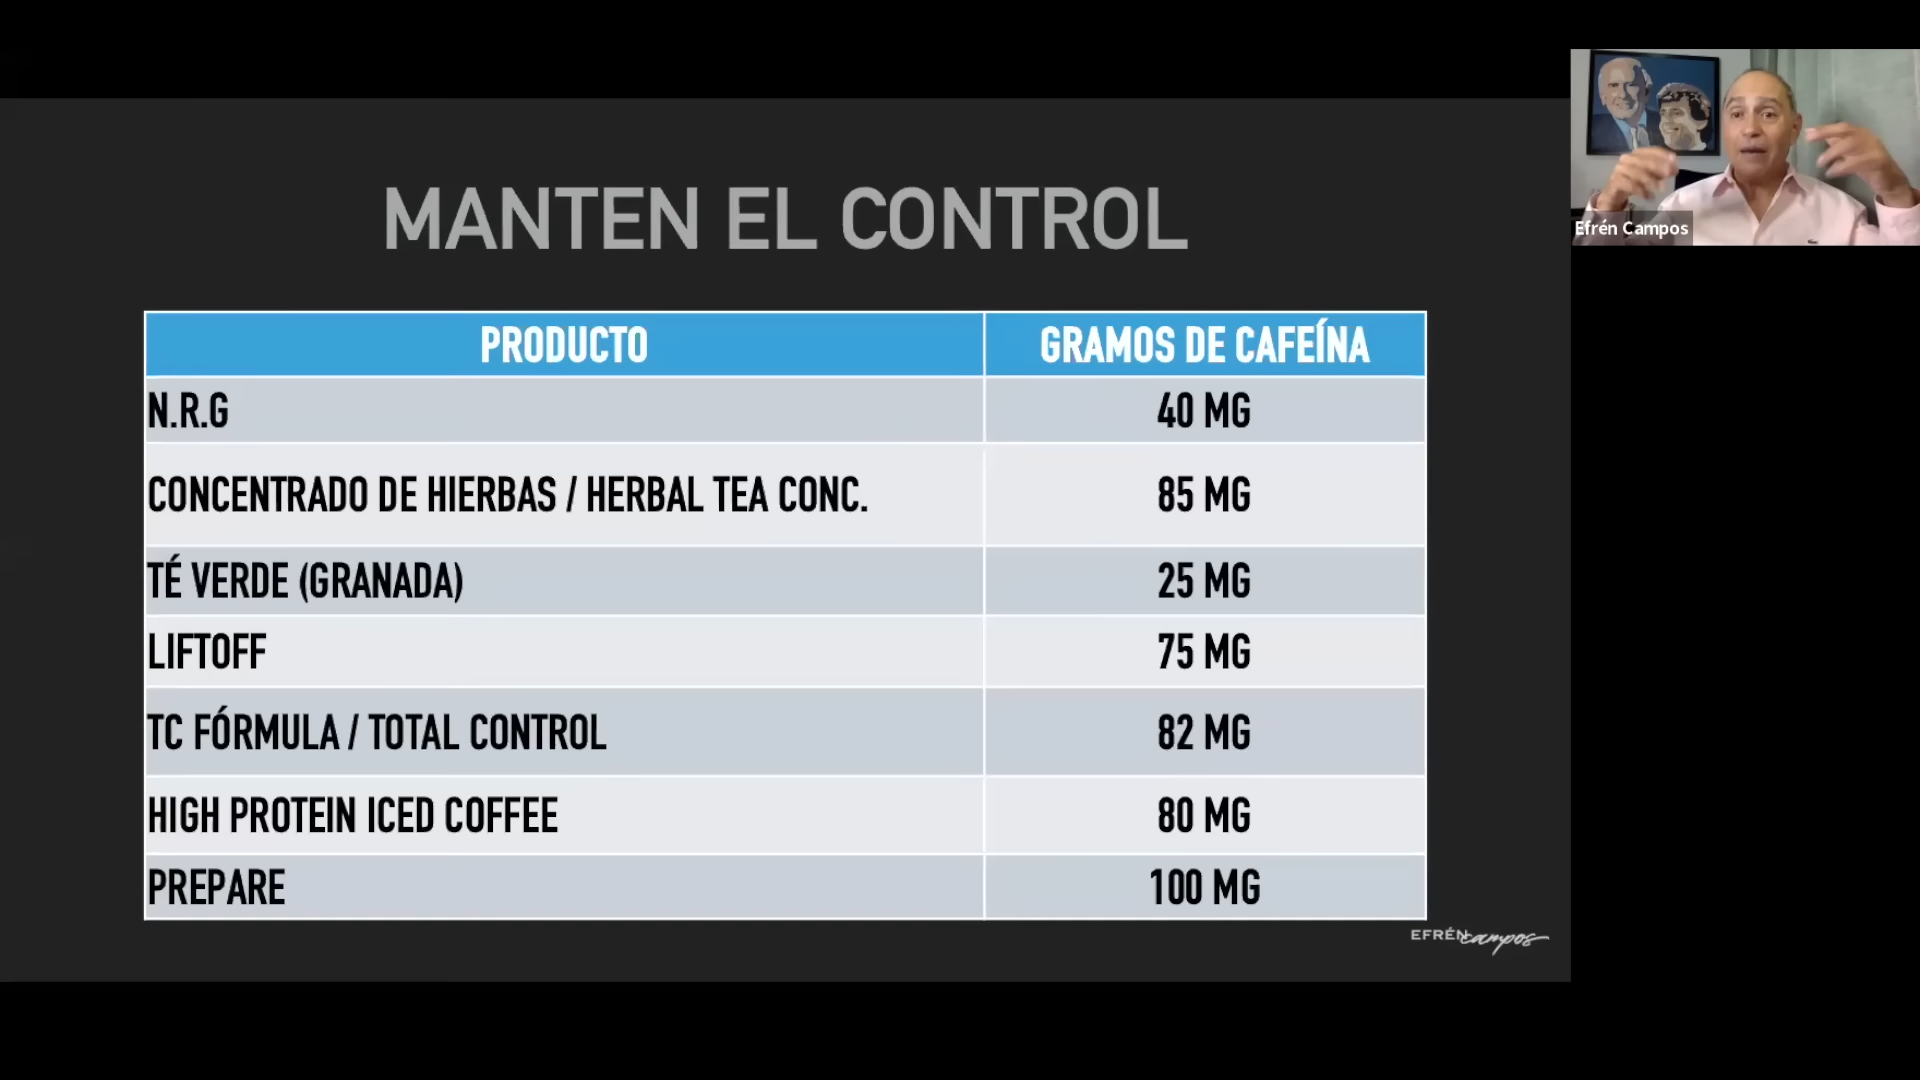 MANTEN EL CONTROL
PRODUCTO GRAMOS DE CAFEÍNA
N.R.G 40 MG
CONCENTRADO DE HIERBAS / HERBAL TEA CONC. 85 MG
TÉ VERDE (GRANADA) 25 MG
LIFTOFF 75 MG
TC FÓRMULA / TOTAL CONTROL 82 MG
HIGH PROTEIN ICED COFFEE 80 MG
PREPARE 100 MG
EFRÉN campos
Efrén Campos